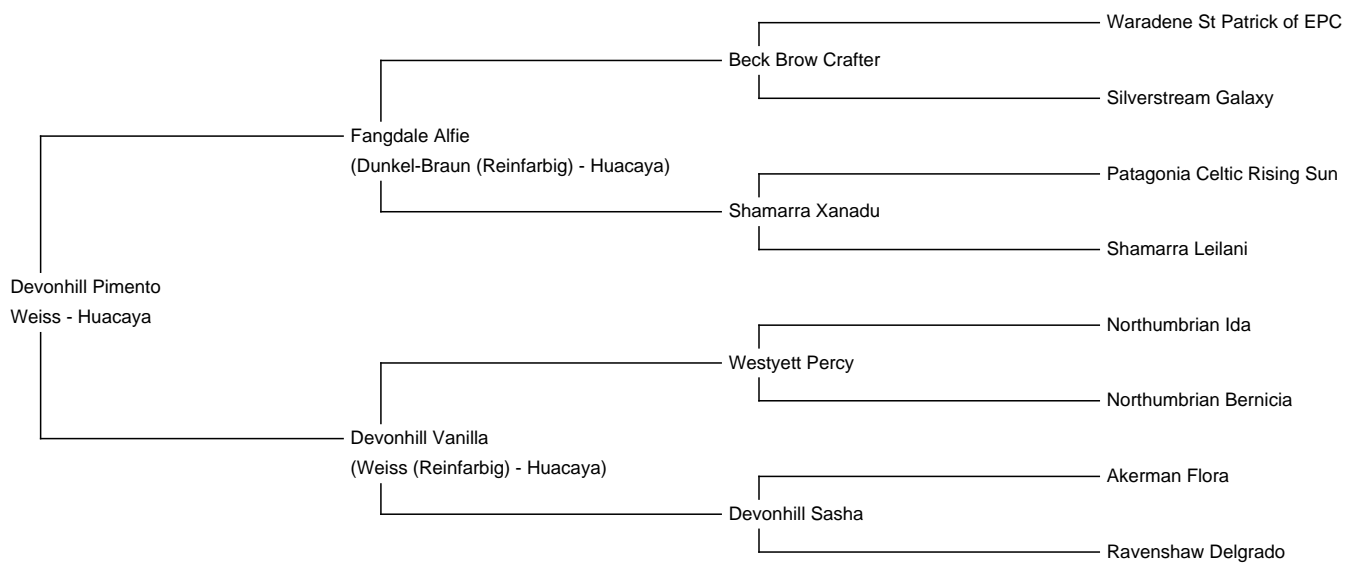 Waradene St Patrick of EPC
Beck Brow Crafter
Silverstream Galaxy
Fangdale Alfie
(Dunkel-Braun (Reinfarbig) - Huacaya)
Patagonia Celtic Rising Sun
Shamarra Xanadu
Shamarra Leilani
Devonhill Pimento
Weiss - Huacaya
Northumbrian Ida
Westyett Percy
Northumbrian Bernicia
Devonhill Vanilla
(Weiss (Reinfarbig) - Huacaya)
Akerman Flora
Devonhill Sasha
Ravenshaw Delgrado